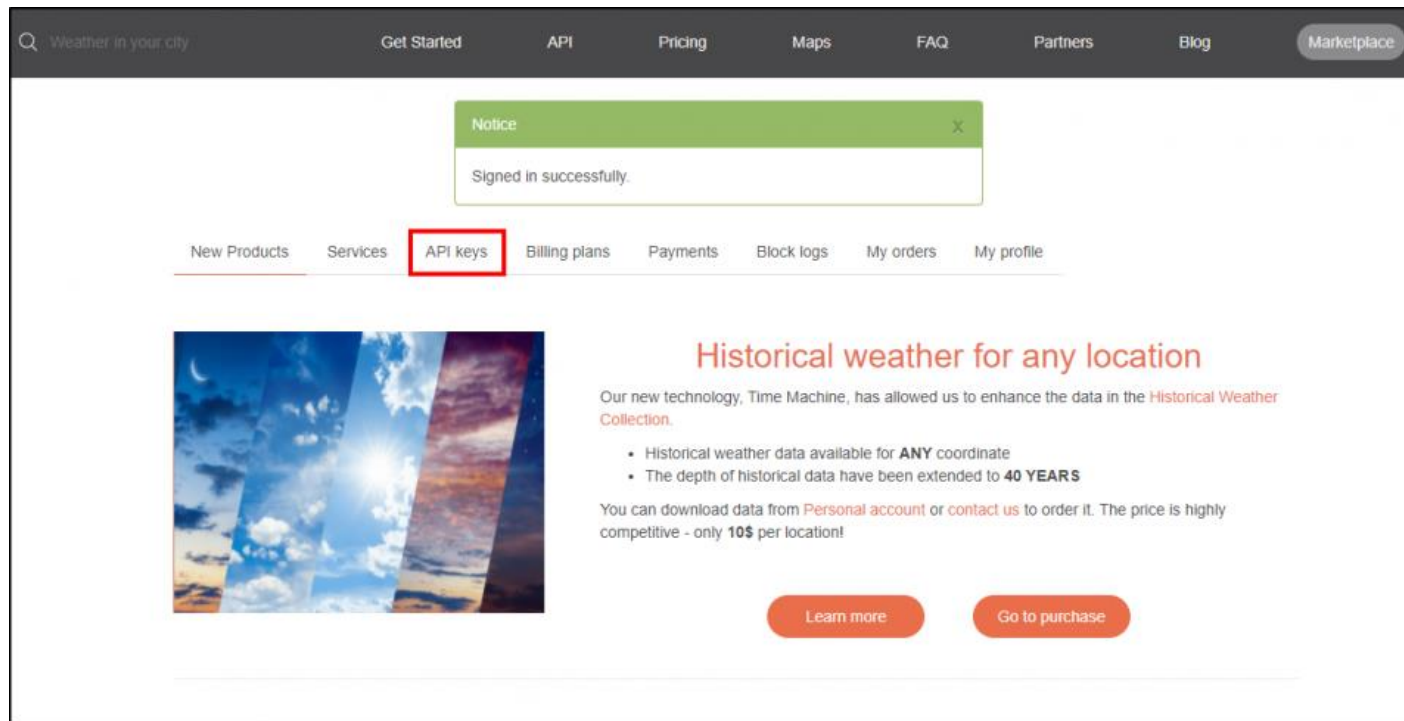 Weather in your city
Get Started API Pricing Maps FAQ Partners Blog Marketplace
Notice x
Signed in successfully.
New Products Services API keys Billing plans Payments Block logs My orders My profile
Historical weather for any location
Our new technology, Time Machine, has allowed us to enhance the data in the Historical Weather
Collection.
• Historical weather data available for ANY coordinate
• The depth of historical data have been extended to 40 YEARS
You can download data from Personal account or contact us to order it. The price is highly
competitive - only 10$ per location!
Learn more Go to purchase